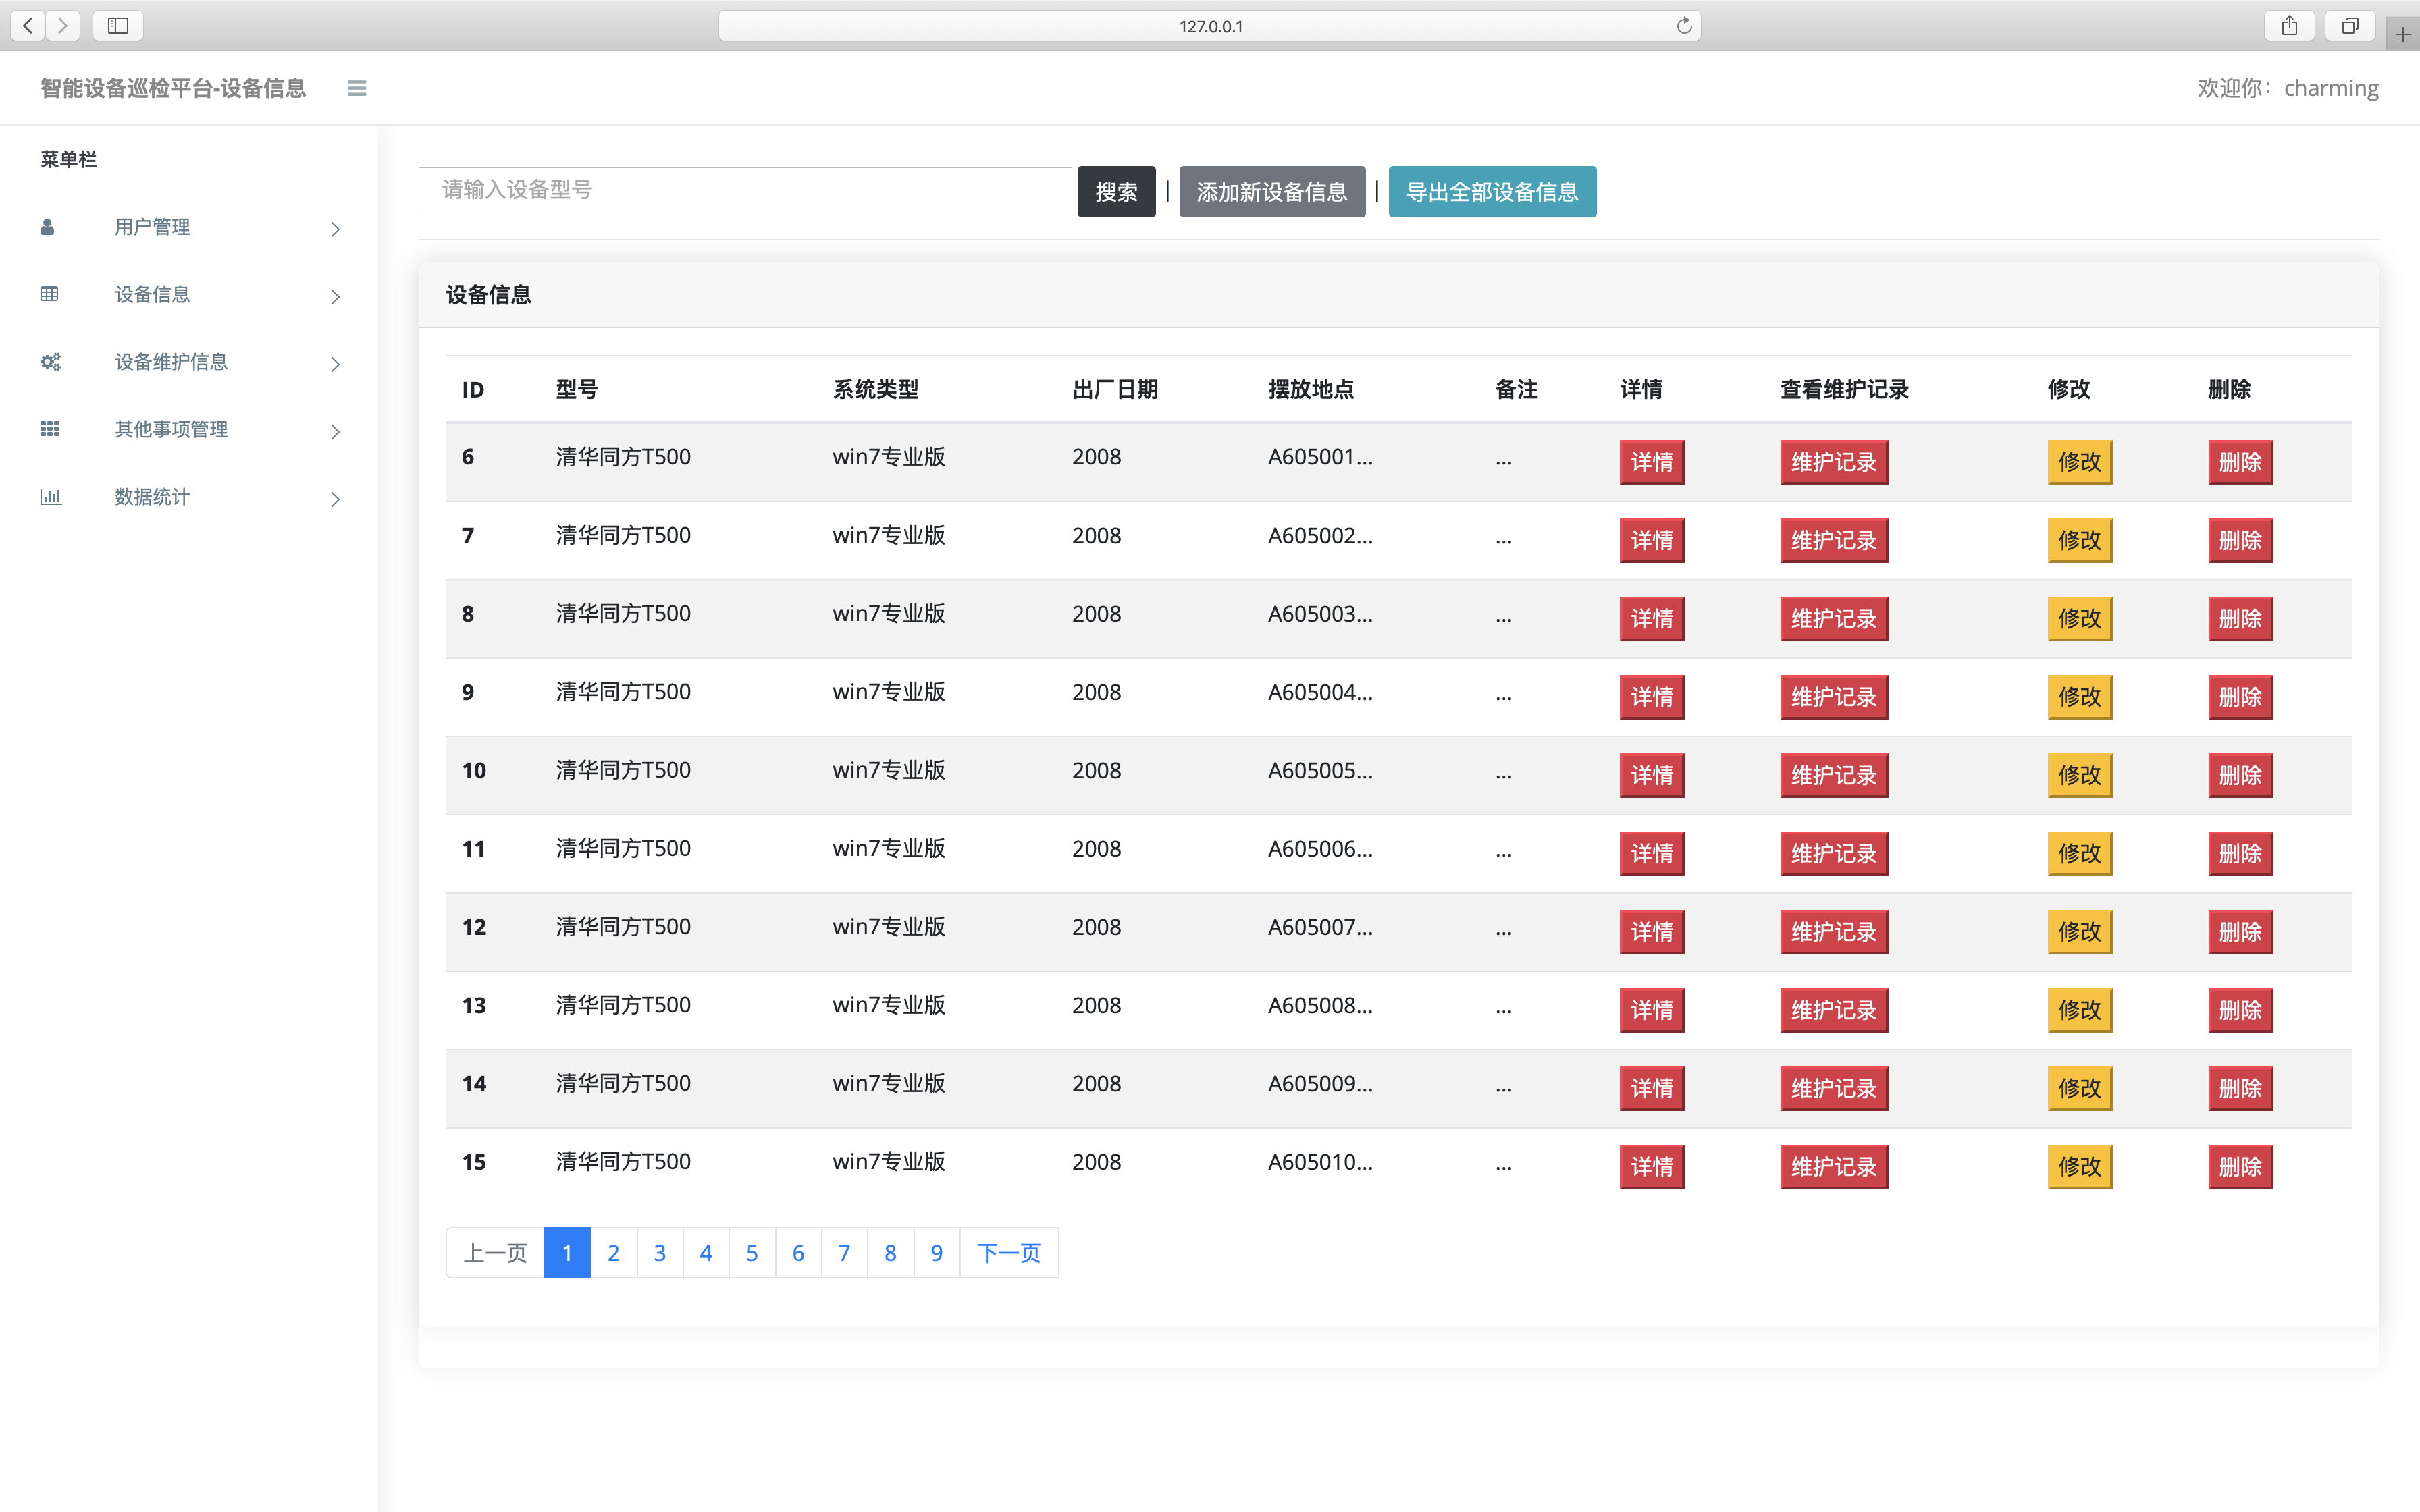 127.0.0.1
智能设备巡检平台-设备信息
欢迎你：charming
菜单栏
用户管理
设备信息
设备维护信息
其他事项管理
数据统计
请输入设备型号 搜索 | 添加新设备信息 | 导出全部设备信息
设备信息
ID 型号 系统类型 出厂日期 摆放地点 备注 详情 查看维护记录 修改 删除
6 清华同方T500 win7专业版 2008 A605001... ... 详情 维护记录 修改 删除
7 清华同方T500 win7专业版 2008 A605002... ... 详情 维护记录 修改 删除
8 清华同方T500 win7专业版 2008 A605003... ... 详情 维护记录 修改 删除
9 清华同方T500 win7专业版 2008 A605004... ... 详情 维护记录 修改 删除
10 清华同方T500 win7专业版 2008 A605005... ... 详情 维护记录 修改 删除
11 清华同方T500 win7专业版 2008 A605006... ... 详情 维护记录 修改 删除
12 清华同方T500 win7专业版 2008 A605007... ... 详情 维护记录 修改 删除
13 清华同方T500 win7专业版 2008 A605008... ... 详情 维护记录 修改 删除
14 清华同方T500 win7专业版 2008 A605009... ... 详情 维护记录 修改 删除
15 清华同方T500 win7专业版 2008 A605010... ... 详情 维护记录 修改 删除
上一页 1 2 3 4 5 6 7 8 9 下一页